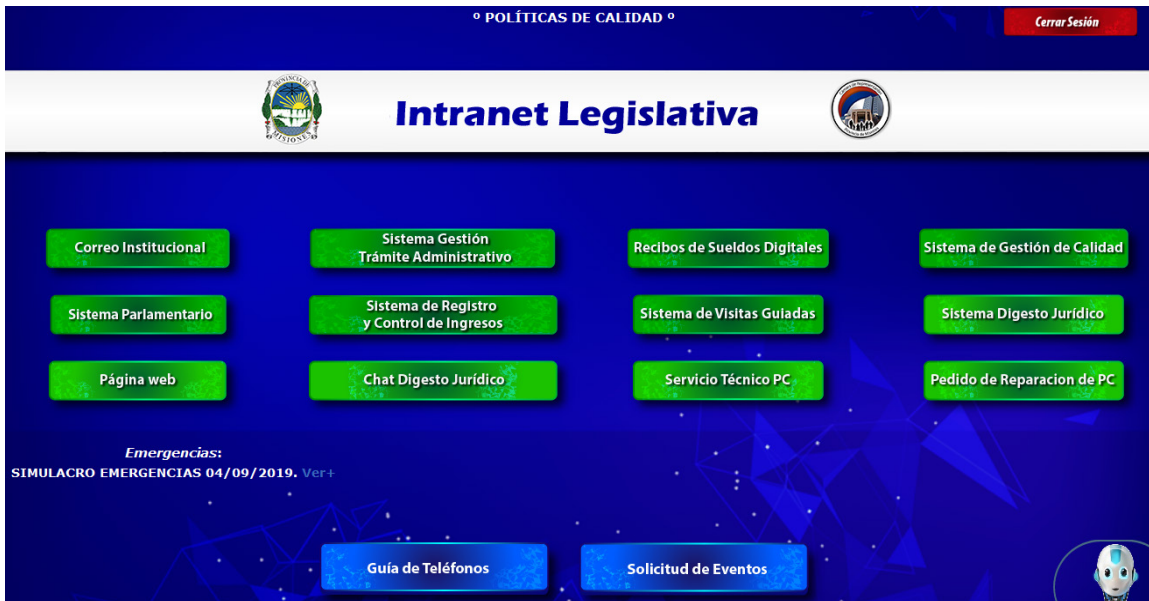 º POLÍTICAS DE CALIDAD º
Cerrar Sesión
PROVINCIA DE
MISIONES
Intranet Legislativa
Correo Institucional
Sistema Gestión
Trámite Administrativo
Recibos de Sueldos Digitales
Sistema de Gestión de Calidad
Sistema Parlamentario
Sistema de Registro
y Control de Ingresos
Sistema de Visitas Guiadas
Sistema Digesto Jurídico
Página web
Chat Digesto Jurídico
Servicio Técnico PC
Pedido de Reparacion de PC
Emergencias:
SIMULACRO EMERGENCIAS 04/09/2019. Ver+
Guía de Teléfonos
Solicitud de Eventos